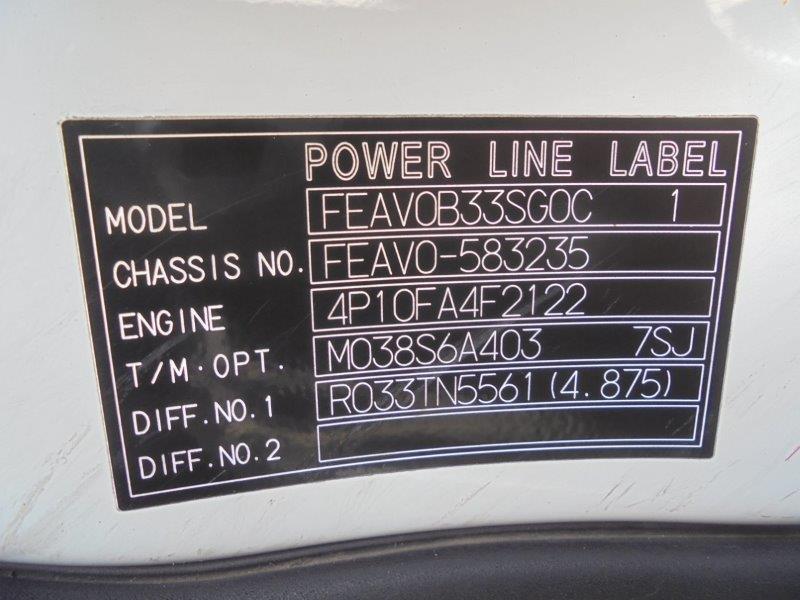 POWER LINE LABEL
MODEL FEAV0B33SG0C 1
CHASSIS NO. FEAV0-583235
ENGINE 4P10FA4F2122
T/M·OPT. M038S6A403 7SJ
DIFF.NO.1 R033TN5561(4.875)
DIFF.NO.2